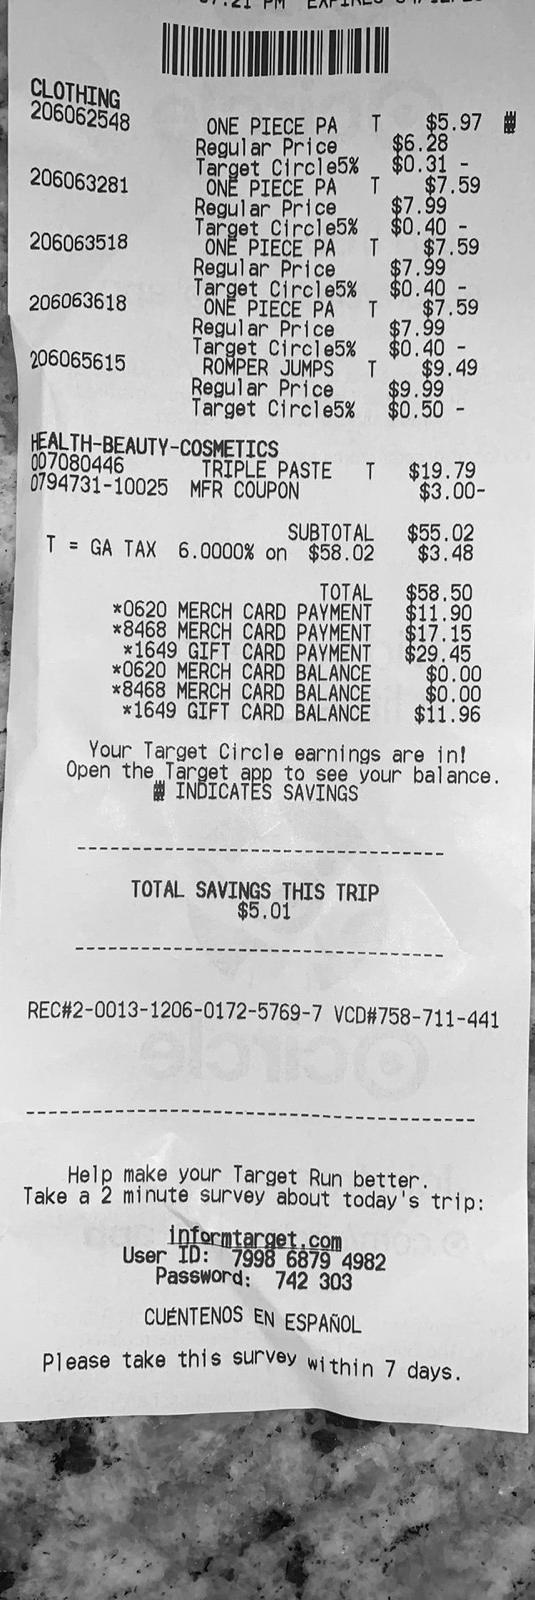 07:21 PM EXPIRES
CLOTHING
206062548 ONE PIECE PA T $5.97
Regular Price $6.28
Target Circle5% $0.31 -
206063281 ONE PIECE PA T $7.59
Regular Price $7.99
Target Circle5% $0.40 -
206063518 ONE PIECE PA T $7.59
Regular Price $7.99
Target Circle5% $0.40 -
206063618 ONE PIECE PA T $7.59
Regular Price $7.99
Target Circle5% $0.40 -
206065615 ROMPER JUMPS T $9.49
Regular Price $9.99
Target Circle5% $0.50 -
HEALTH-BEAUTY-COSMETICS
007080446 TRIPLE PASTE T $19.79
0794731-10025 MFR COUPON $3.00-
SUBTOTAL $55.02
T = GA TAX 6.0000% on $58.02 $3.48
TOTAL $58.50
*0620 MERCH CARD PAYMENT $11.90
*8468 MERCH CARD PAYMENT $17.15
*1649 GIFT CARD PAYMENT $29.45
*0620 MERCH CARD BALANCE $0.00
*8468 MERCH CARD BALANCE $0.00
*1649 GIFT CARD BALANCE $11.96
Your Target Circle earnings are in!
Open the Target app to see your balance.
INDICATES SAVINGS
TOTAL SAVINGS THIS TRIP
$5.01
REC#2-0013-1206-0172-5769-7 VCD#758-711-441
Help make your Target Run better.
Take a 2 minute survey about today's trip:
informtarget.com
User ID: 7998 6879 4982
Password: 742 303
CUÉNTENOS EN ESPAÑOL
Please take this survey within 7 days.